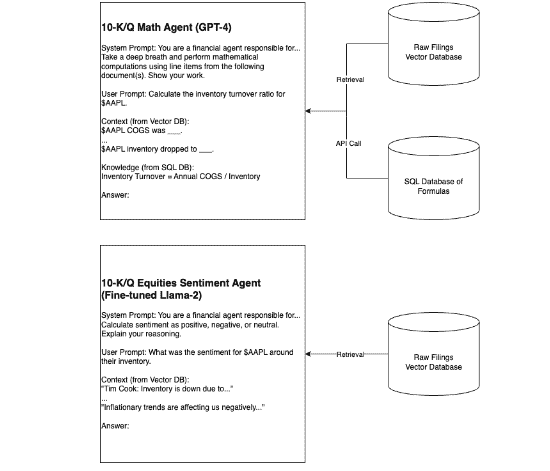 10-K/Q Math Agent (GPT-4)
System Prompt: You are a financial agent responsible for...
Take a deep breath and perform mathematical
computations using line items from the following
document(s). Show your work.
User Prompt: Calculate the inventory turnover ratio for
$AAPL.
Context (from Vector DB):
$AAPL COGS was ___.
...
$AAPL inventory dropped to ___.
Knowledge (from SQL DB):
Inventory Turnover = Annual COGS / Inventory
Answer:
Retrieval
API Call
Raw Filings
Vector Database
SQL Database of
Formulas
10-K/Q Equities Sentiment Agent
(Fine-tuned Llama-2)
System Prompt: You are a financial agent responsible for...
Calculate sentiment as positive, negative, or neutral.
Explain your reasoning.
User Prompt: What was the sentiment for $AAPL around
their inventory.
Context (from Vector DB):
"Tim Cook: Inventory is down due to..."
...
"Inflationary trends are affecting us negatively..."
Answer:
Retrieval
Raw Filings
Vector Database